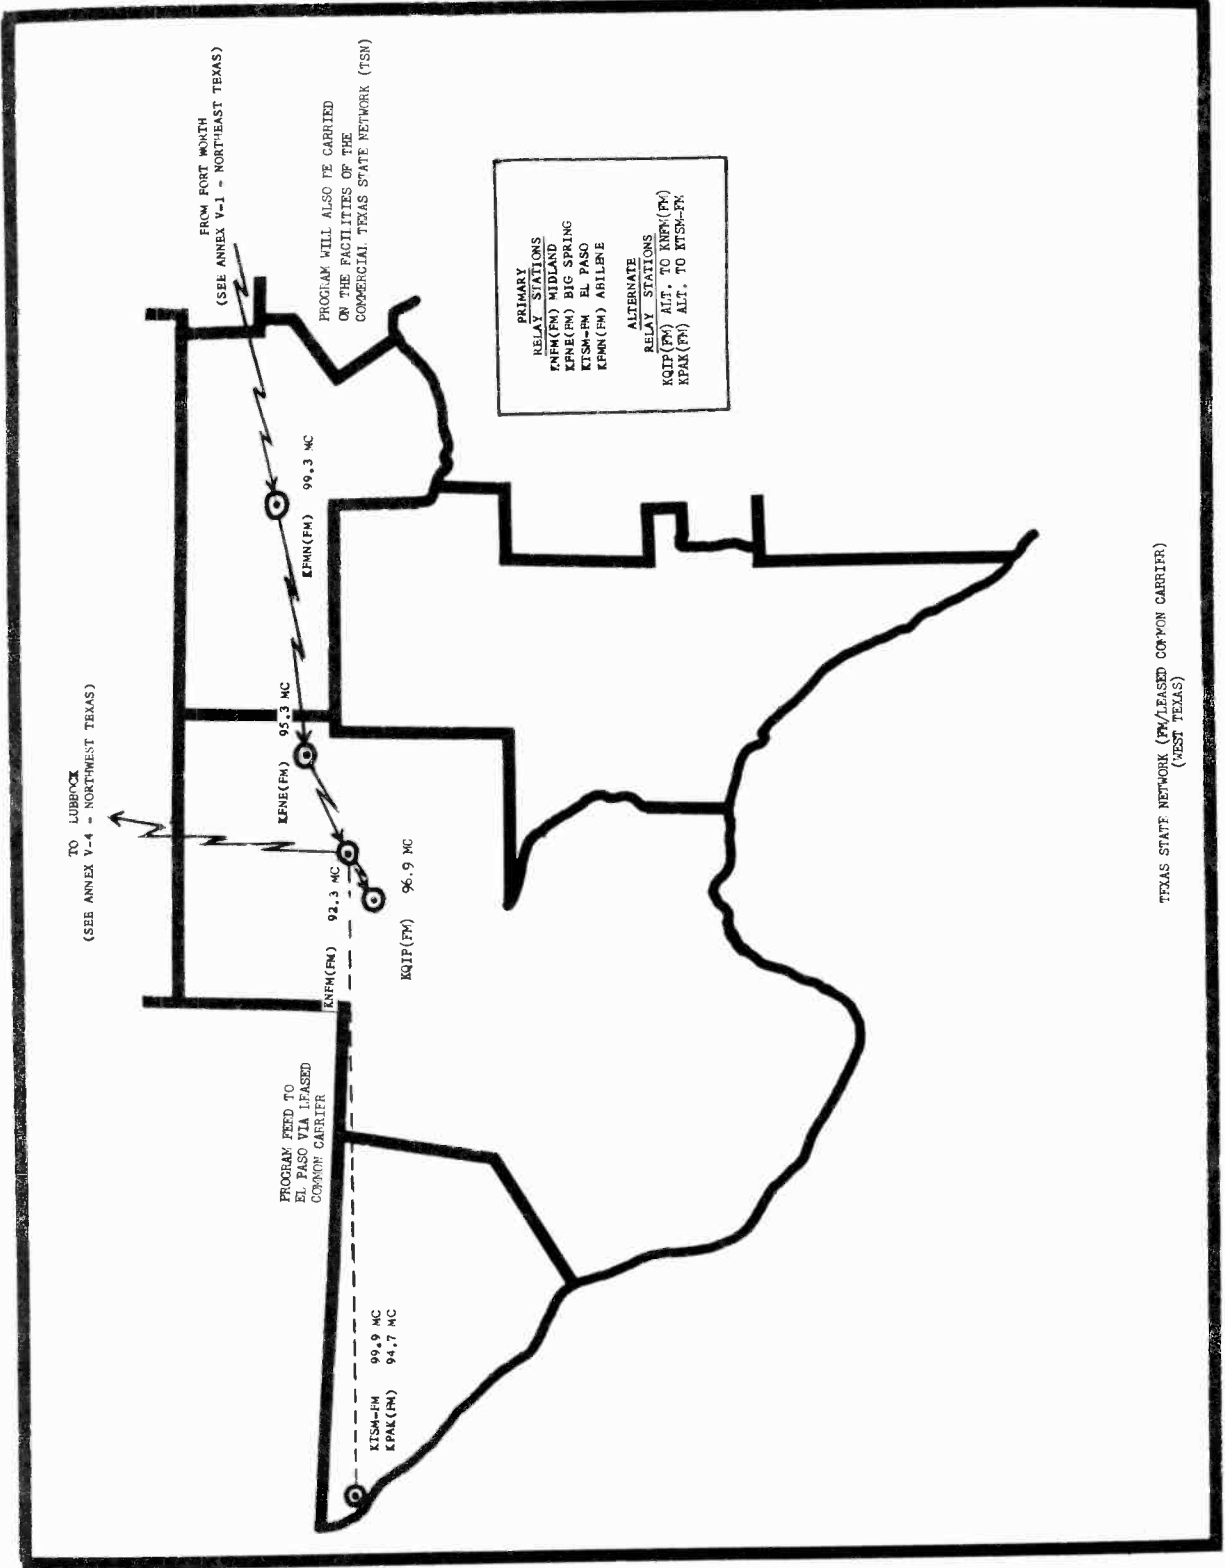 TO LUBBOCK
(SEE ANNEX V-4 - NORTHWEST TEXAS)
FROM FORT WORTH
(SEE ANNEX V-1 - NORTHEAST TEXAS)
PROGRAM WILL ALSO BE CARRIED
ON THE FACILITIES OF THE
COMMERCIAL TEXAS STATE NETWORK (TSN)
PROGRAM FEED TO
EL PASO VIA LEASED
COMMON CARRIER
KNFM(FM) 92.3 MC
KFNE(FM) 95.3 MC
KFMN(FM) 99.3 MC
KQIP(FM) 96.9 MC
KTSM-FM 99.9 MC
KPAK(FM) 94.7 MC
PRIMARY
RELAY STATIONS
KNFM(FM) MIDLAND
KFNE(FM) BIG SPRING
KTSM-FM EL PASO
KFMN(FM) ABILENE
ALTERNATE
RELAY STATIONS
KQIP(FM) ALT. TO KNFM(FM)
KPAK(FM) ALT. TO KTSM-FM
TEXAS STATE NETWORK (FM/LEASED COMMON CARRIER)
(WEST TEXAS)